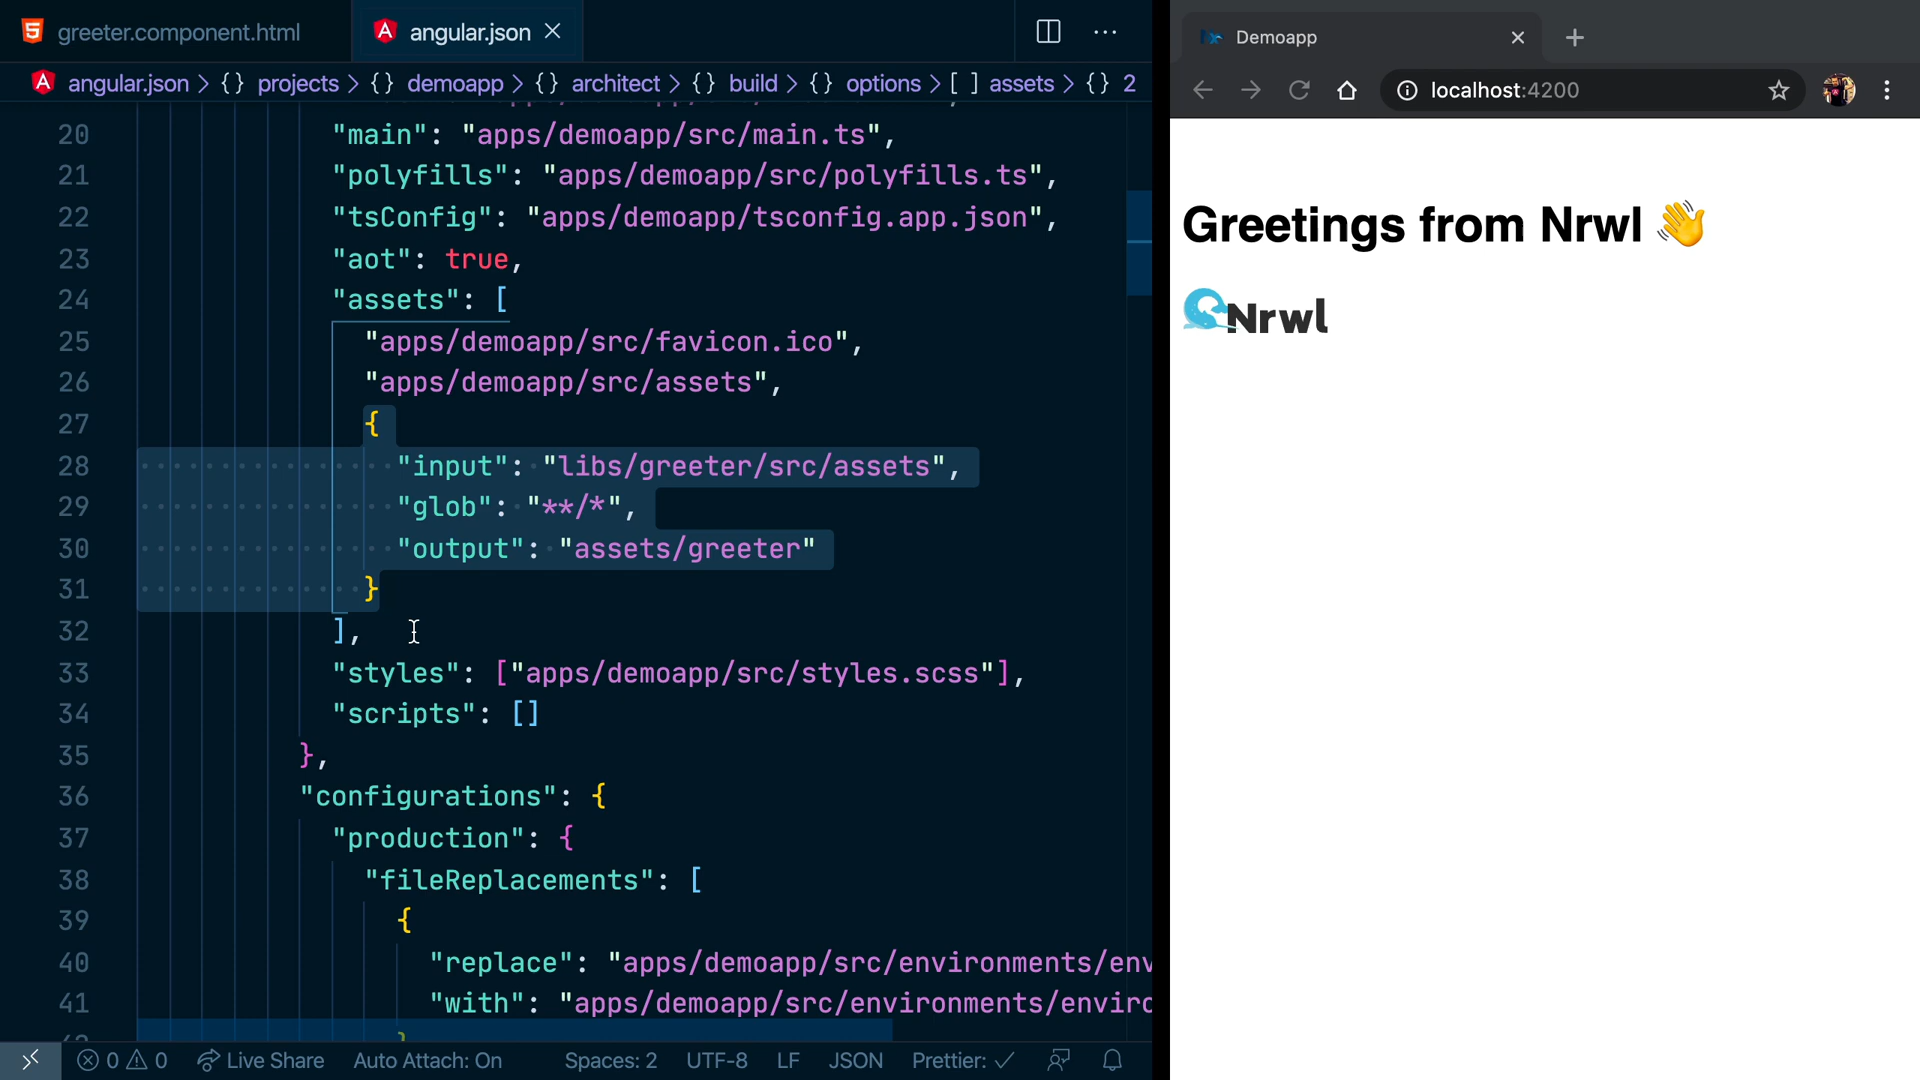 greeter.component.html
angular.json
angular.json > {} projects > {} demoapp > {} architect > {} build > {} options > [ ] assets > {} 2
20 "main": "apps/demoapp/src/main.ts",
21 "polyfills": "apps/demoapp/src/polyfills.ts",
22 "tsConfig": "apps/demoapp/tsconfig.app.json",
23 "aot": true,
24 "assets": [
25 "apps/demoapp/src/favicon.ico",
26 "apps/demoapp/src/assets",
27 {
28 "input": "libs/greeter/src/assets",
29 "glob": "**/*",
30 "output": "assets/greeter"
31 }
32 ],
33 "styles": ["apps/demoapp/src/styles.scss"],
34 "scripts": []
35 },
36 "configurations": {
37 "production": {
38 "fileReplacements": [
39 {
40 "replace": "apps/demoapp/src/environments/env
41 "with": "apps/demoapp/src/environments/enviro
0 0 Live Share Auto Attach: On Spaces: 2 UTF-8 LF JSON Prettier: ✓
Demoapp
localhost:4200
Greetings from Nrwl 👋
Nrwl